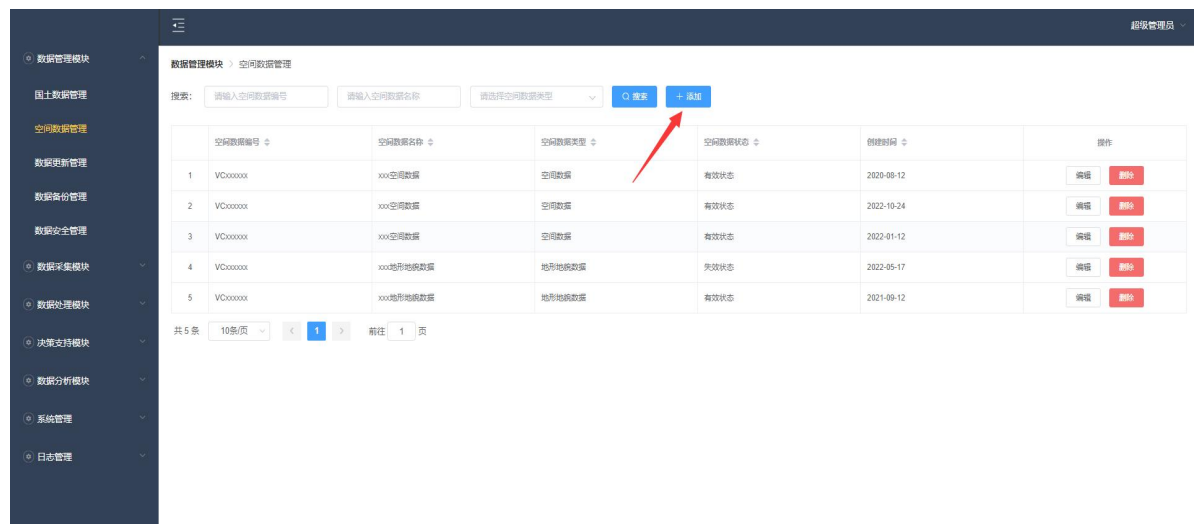 超级管理员
数据管理模块
国土数据管理
空间数据管理
数据更新管理
数据备份管理
数据安全管理
数据采集模块
数据处理模块
决策支持模块
数据分析模块
系统管理
日志管理
数据管理模块 > 空间数据管理
搜索: 请输入空间数据编号 请输入空间数据名称 请选择空间数据类型 搜索 + 添加
空间数据编号 空间数据名称 空间数据类型 空间数据状态 创建时间 操作
1 VCxxxxxx xxx空间数据 空间数据 有效状态 2020-08-12 编辑 删除
2 VCxxxxxx xxx空间数据 空间数据 有效状态 2022-10-24 编辑 删除
3 VCxxxxxx xxx空间数据 空间数据 有效状态 2022-01-12 编辑 删除
4 VCxxxxxx xxx地形地貌数据 地形地貌数据 失效状态 2022-05-17 编辑 删除
5 VCxxxxxx xxx地形地貌数据 地形地貌数据 有效状态 2021-09-12 编辑 删除
共 5 条 10条/页 < 1 > 前往 1 页